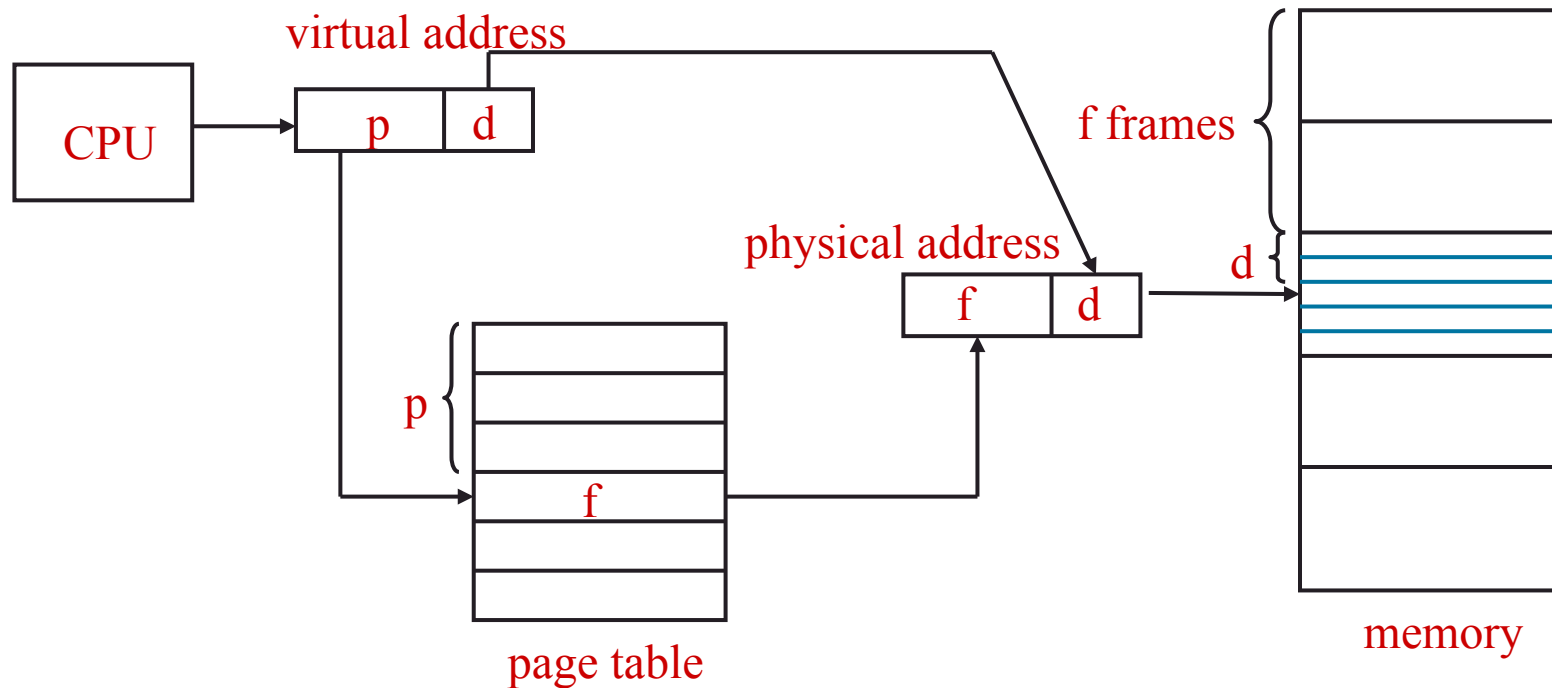 virtual address
CPU
p
d
f frames
physical address
d
f
d
p
f
page table
memory